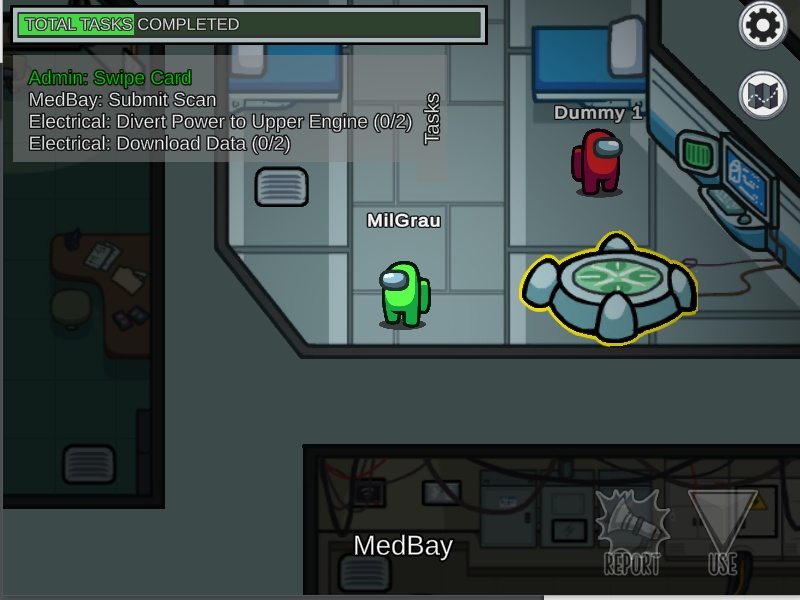 TOTAL TASKS COMPLETED
Admin: Swipe Card
MedBay: Submit Scan
Electrical: Divert Power to Upper Engine (0/2)
Electrical: Download Data (0/2)
Tasks
Dummy 1
MilGrau
MedBay
REPORT
USE